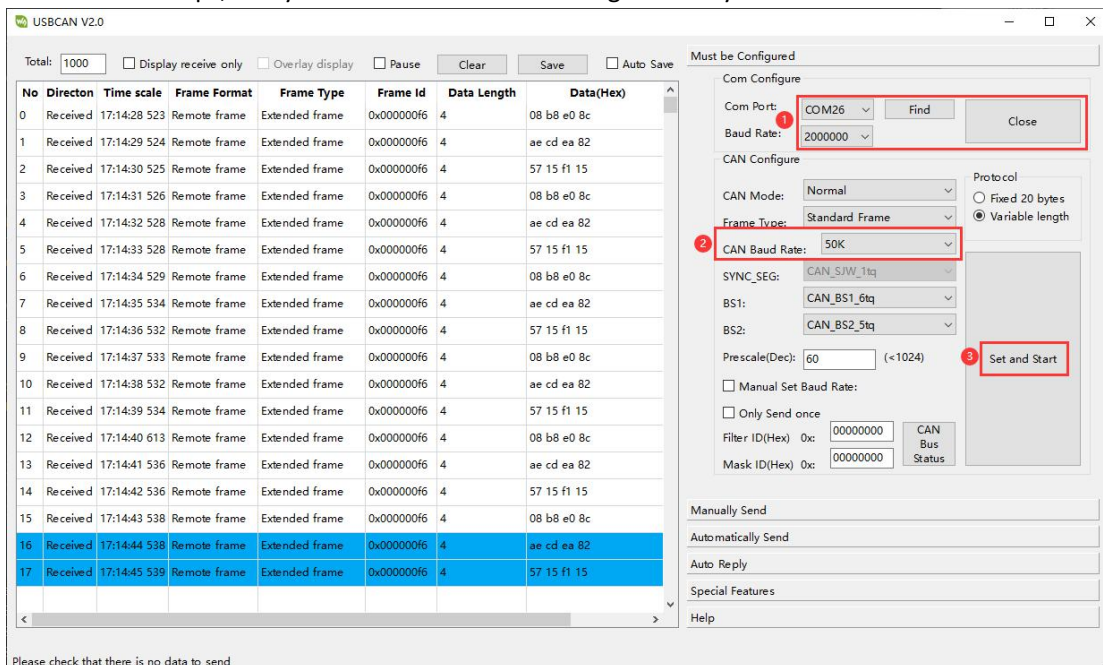 USBCAN V2.0
Total: 1000 Display receive only Overlay display Pause Clear Save Auto Save
No Directon Time scale Frame Format Frame Type Frame Id Data Length Data(Hex)
0 Received 17:14:28 523 Remote frame Extended frame 0x000000f6 4 08 b8 e0 8c
1 Received 17:14:29 524 Remote frame Extended frame 0x000000f6 4 ae cd ea 82
2 Received 17:14:30 525 Remote frame Extended frame 0x000000f6 4 57 15 f1 15
3 Received 17:14:31 526 Remote frame Extended frame 0x000000f6 4 08 b8 e0 8c
4 Received 17:14:32 528 Remote frame Extended frame 0x000000f6 4 ae cd ea 82
5 Received 17:14:33 528 Remote frame Extended frame 0x000000f6 4 57 15 f1 15
6 Received 17:14:34 529 Remote frame Extended frame 0x000000f6 4 08 b8 e0 8c
7 Received 17:14:35 534 Remote frame Extended frame 0x000000f6 4 ae cd ea 82
8 Received 17:14:36 532 Remote frame Extended frame 0x000000f6 4 57 15 f1 15
9 Received 17:14:37 533 Remote frame Extended frame 0x000000f6 4 08 b8 e0 8c
10 Received 17:14:38 532 Remote frame Extended frame 0x000000f6 4 ae cd ea 82
11 Received 17:14:39 534 Remote frame Extended frame 0x000000f6 4 57 15 f1 15
12 Received 17:14:40 613 Remote frame Extended frame 0x000000f6 4 08 b8 e0 8c
13 Received 17:14:41 536 Remote frame Extended frame 0x000000f6 4 ae cd ea 82
14 Received 17:14:42 536 Remote frame Extended frame 0x000000f6 4 57 15 f1 15
15 Received 17:14:43 538 Remote frame Extended frame 0x000000f6 4 08 b8 e0 8c
16 Received 17:14:44 538 Remote frame Extended frame 0x000000f6 4 ae cd ea 82
17 Received 17:14:45 539 Remote frame Extended frame 0x000000f6 4 57 15 f1 15
Please check that there is no data to send
Must be Configured
Com Configure
Com Port: COM26 Find Close
1
Baud Rate: 2000000
CAN Configure
Protocol
CAN Mode: Normal
Fixed 20 bytes
Frame Type: Standard Frame
Variable length
2 CAN Baud Rate: 50K
SYNC_SEG: CAN_SJW_1tq
BS1: CAN_BS1_6tq
BS2: CAN_BS2_5tq
Prescale(Dec): 60 (<1024)
3 Set and Start
Manual Set Baud Rate:
Only Send once
Filter ID(Hex) 0x: 00000000
Mask ID(Hex) 0x: 00000000
CAN
Bus
Status
Manually Send
Automatically Send
Auto Reply
Special Features
Help